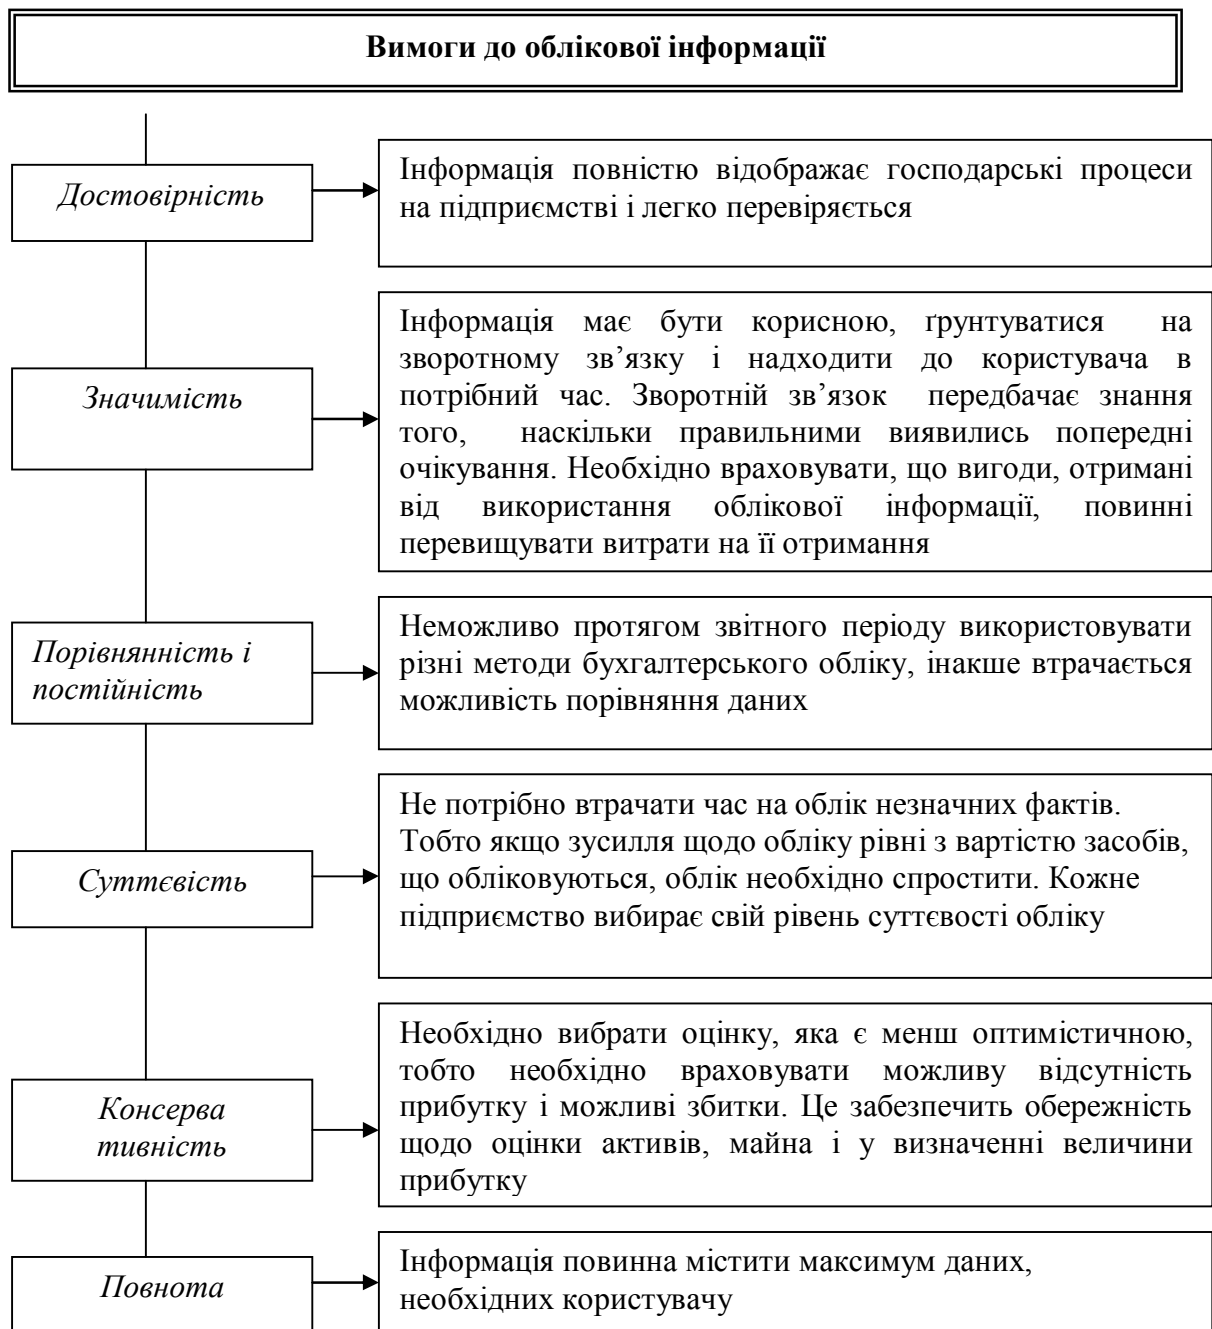 Вимоги до облікової інформації
Достовірність
Інформація повністю відображає господарські процеси
на підприємстві і легко перевіряється
Значимість
Інформація має бути корисною, ґрунтуватися на
зворотному зв’язку і надходити до користувача в
потрібний час. Зворотній зв’язок передбачає знання
того, наскільки правильними виявились попередні
очікування. Необхідно враховувати, що вигоди, отримані
від використання облікової інформації, повинні
перевищувати витрати на її отримання
Порівнянність і
постійність
Неможливо протягом звітного періоду використовувати
різні методи бухгалтерського обліку, інакше втрачається
можливість порівняння даних
Суттєвість
Не потрібно втрачати час на облік незначних фактів.
Тобто якщо зусилля щодо обліку рівні з вартістю засобів,
що обліковуються, облік необхідно спростити. Кожне
підприємство вибирає свій рівень суттєвості обліку
Консерва
тивність
Необхідно вибрати оцінку, яка є менш оптимістичною,
тобто необхідно враховувати можливу відсутність
прибутку і можливі збитки. Це забезпечить обережність
щодо оцінки активів, майна і у визначенні величини
прибутку
Повнота
Інформація повинна містити максимум даних,
необхідних користувачу